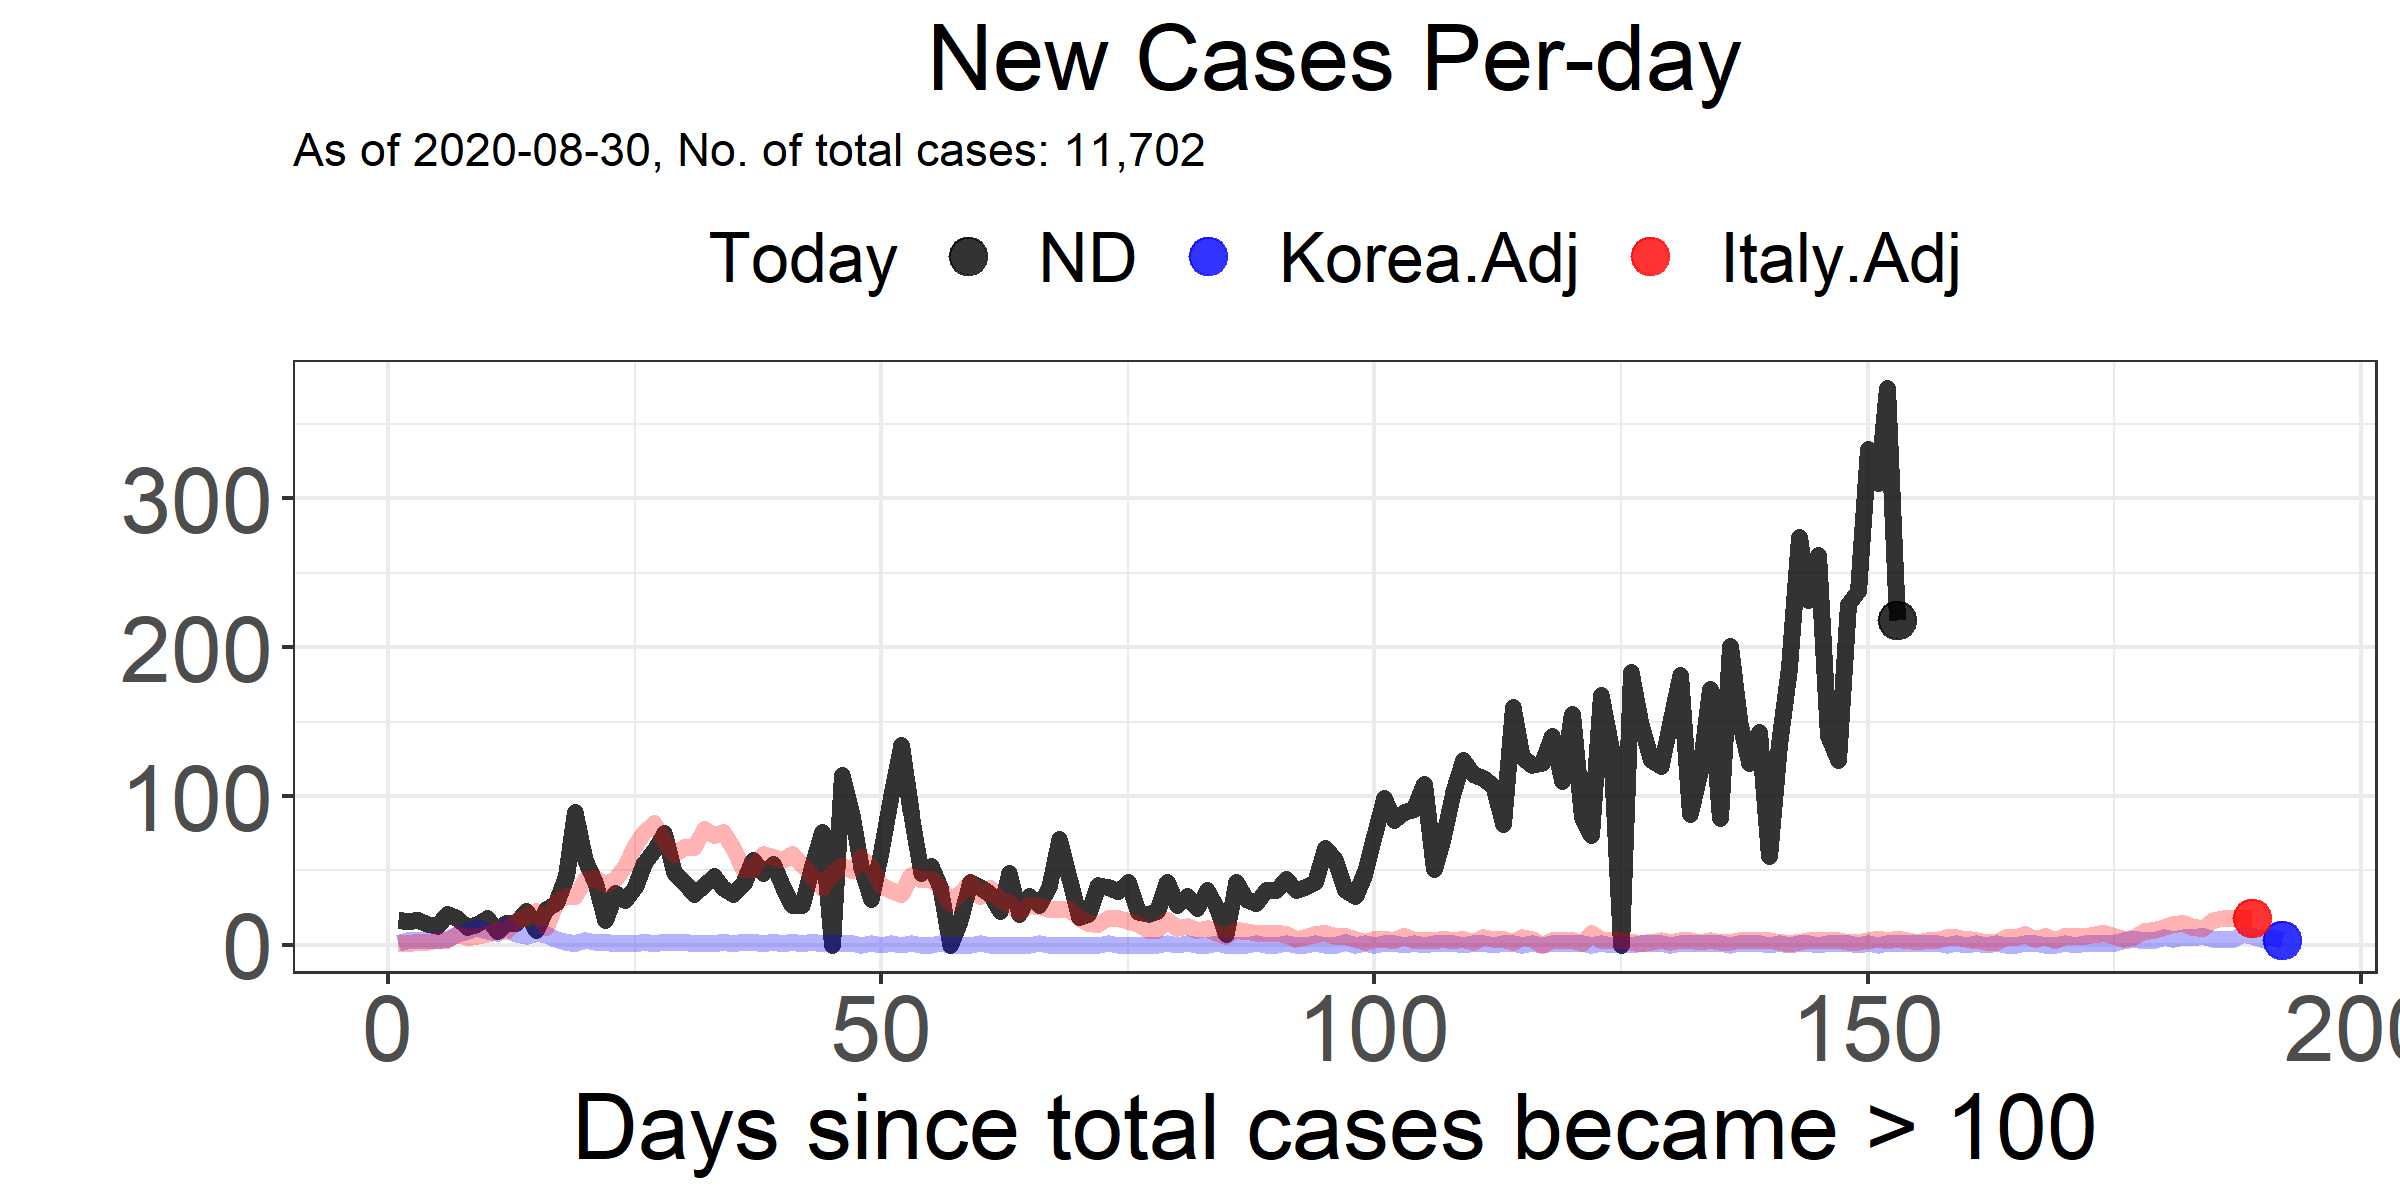 New Cases Per-day
As of 2020-08-30, No. of total cases: 11,702
Today ND Korea.Adj Italy.Adj
300
200
100
0
0 50 100 150 200
Days since total cases became > 100